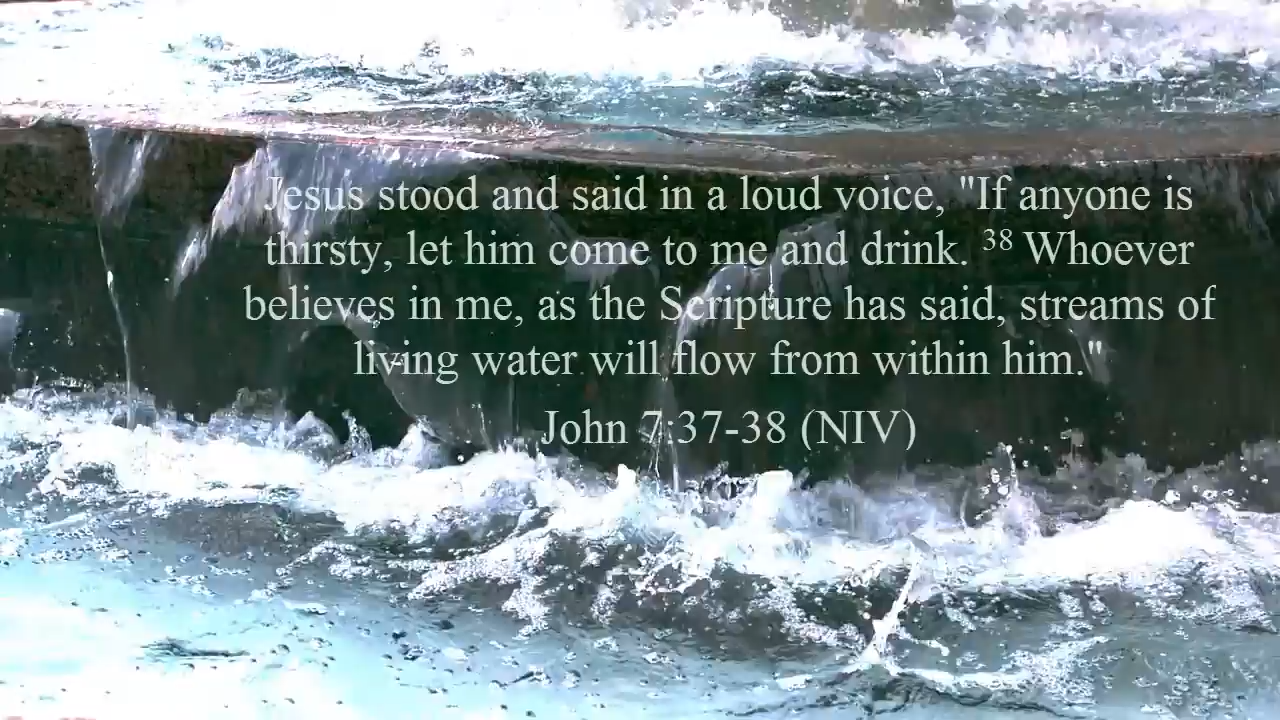 Jesus stood and said in a loud voice, "If anyone is
thirsty, let him come to me and drink. 38 Whoever
believes in me, as the Scripture has said, streams of
living water will flow from within him."
John 7:37-38 (NIV)